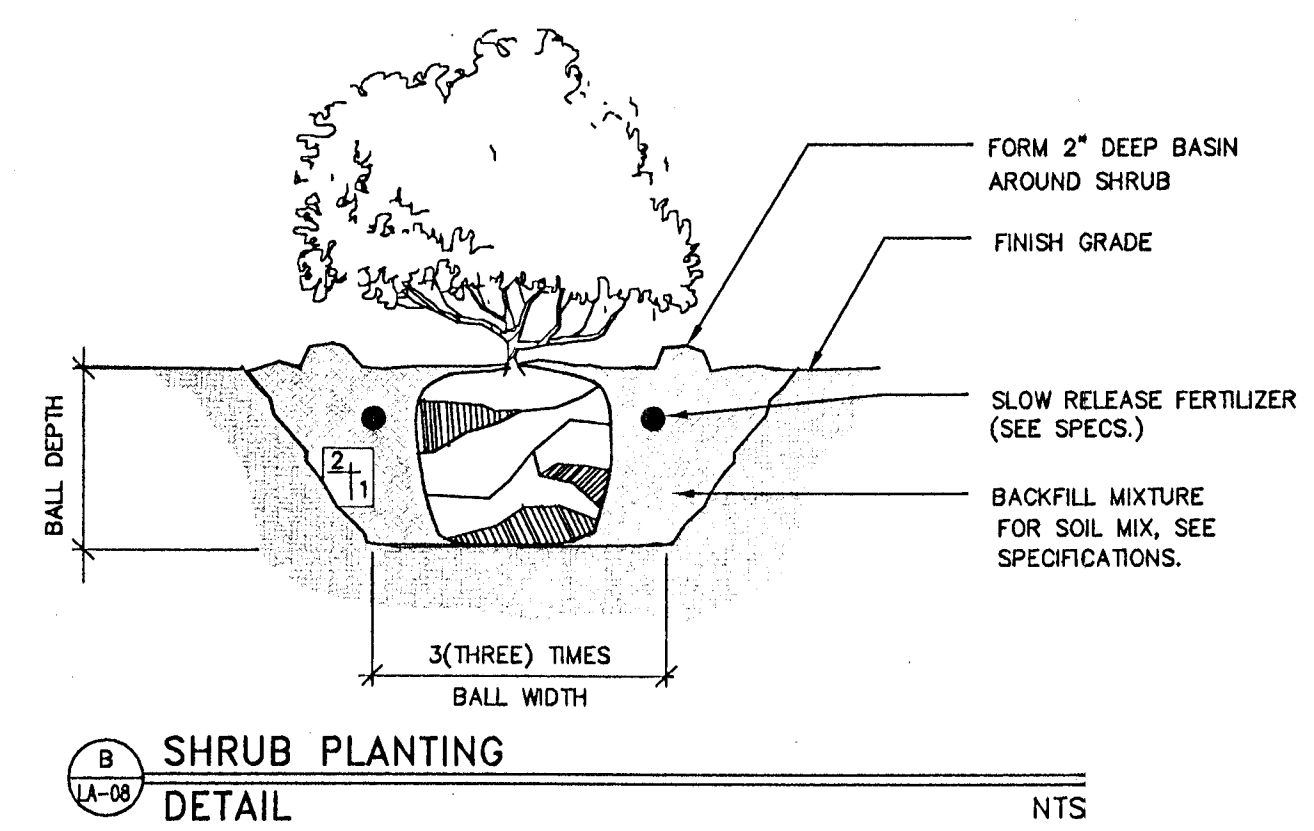 FORM 2" DEEP BASIN
AROUND SHRUB
FINISH GRADE
SLOW RELEASE FERTILIZER
(SEE SPECS.)
BACKFILL MIXTURE
FOR SOIL MIX, SEE
SPECIFICATIONS.
BALL DEPTH
2
1
3(THREE) TIMES
BALL WIDTH
B
LA-08
SHRUB PLANTING
DETAIL
NTS